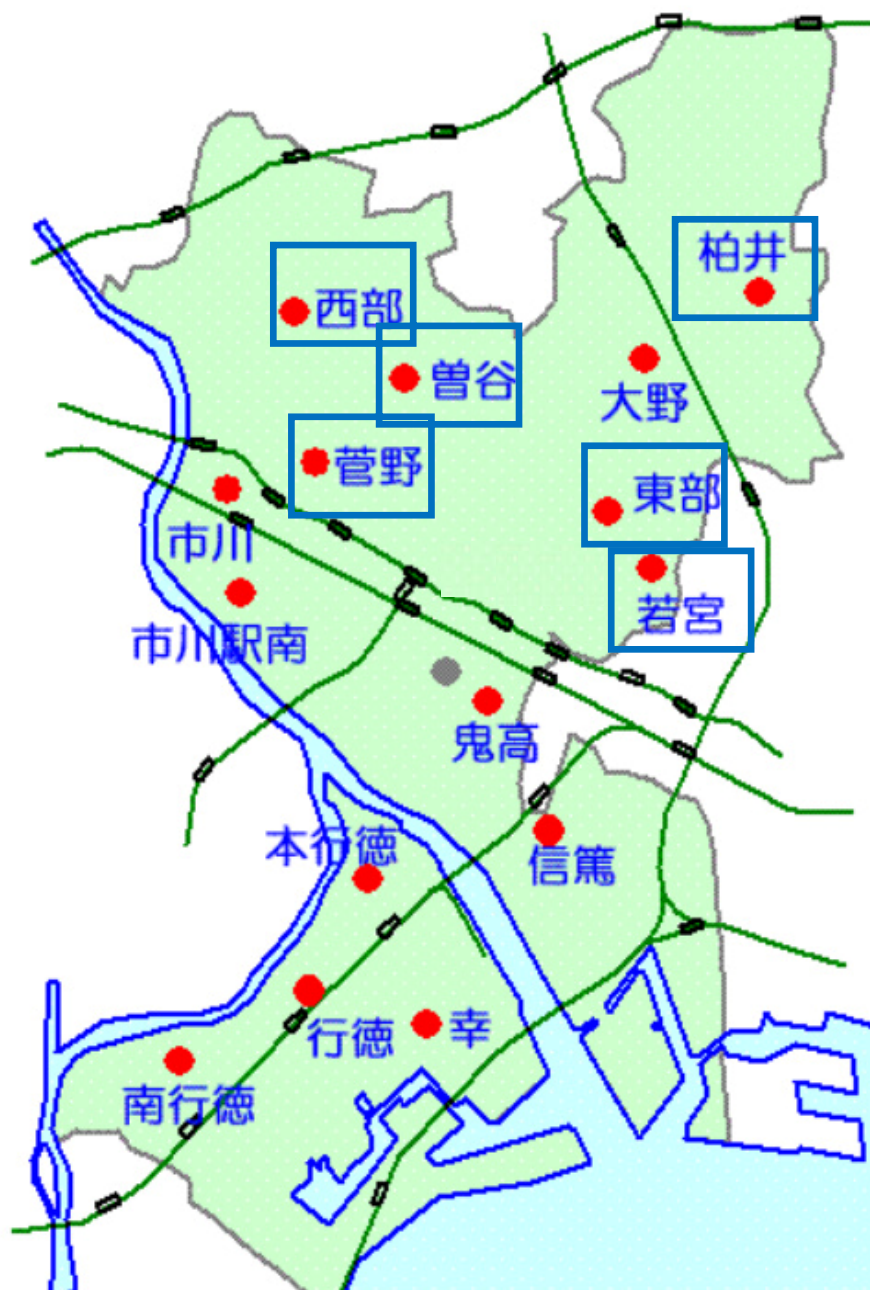 柏井
西部
曽谷
大野
菅野
東部
市川
若宮
市川駅南
鬼高
本行徳
信篤
行徳
幸
南行徳